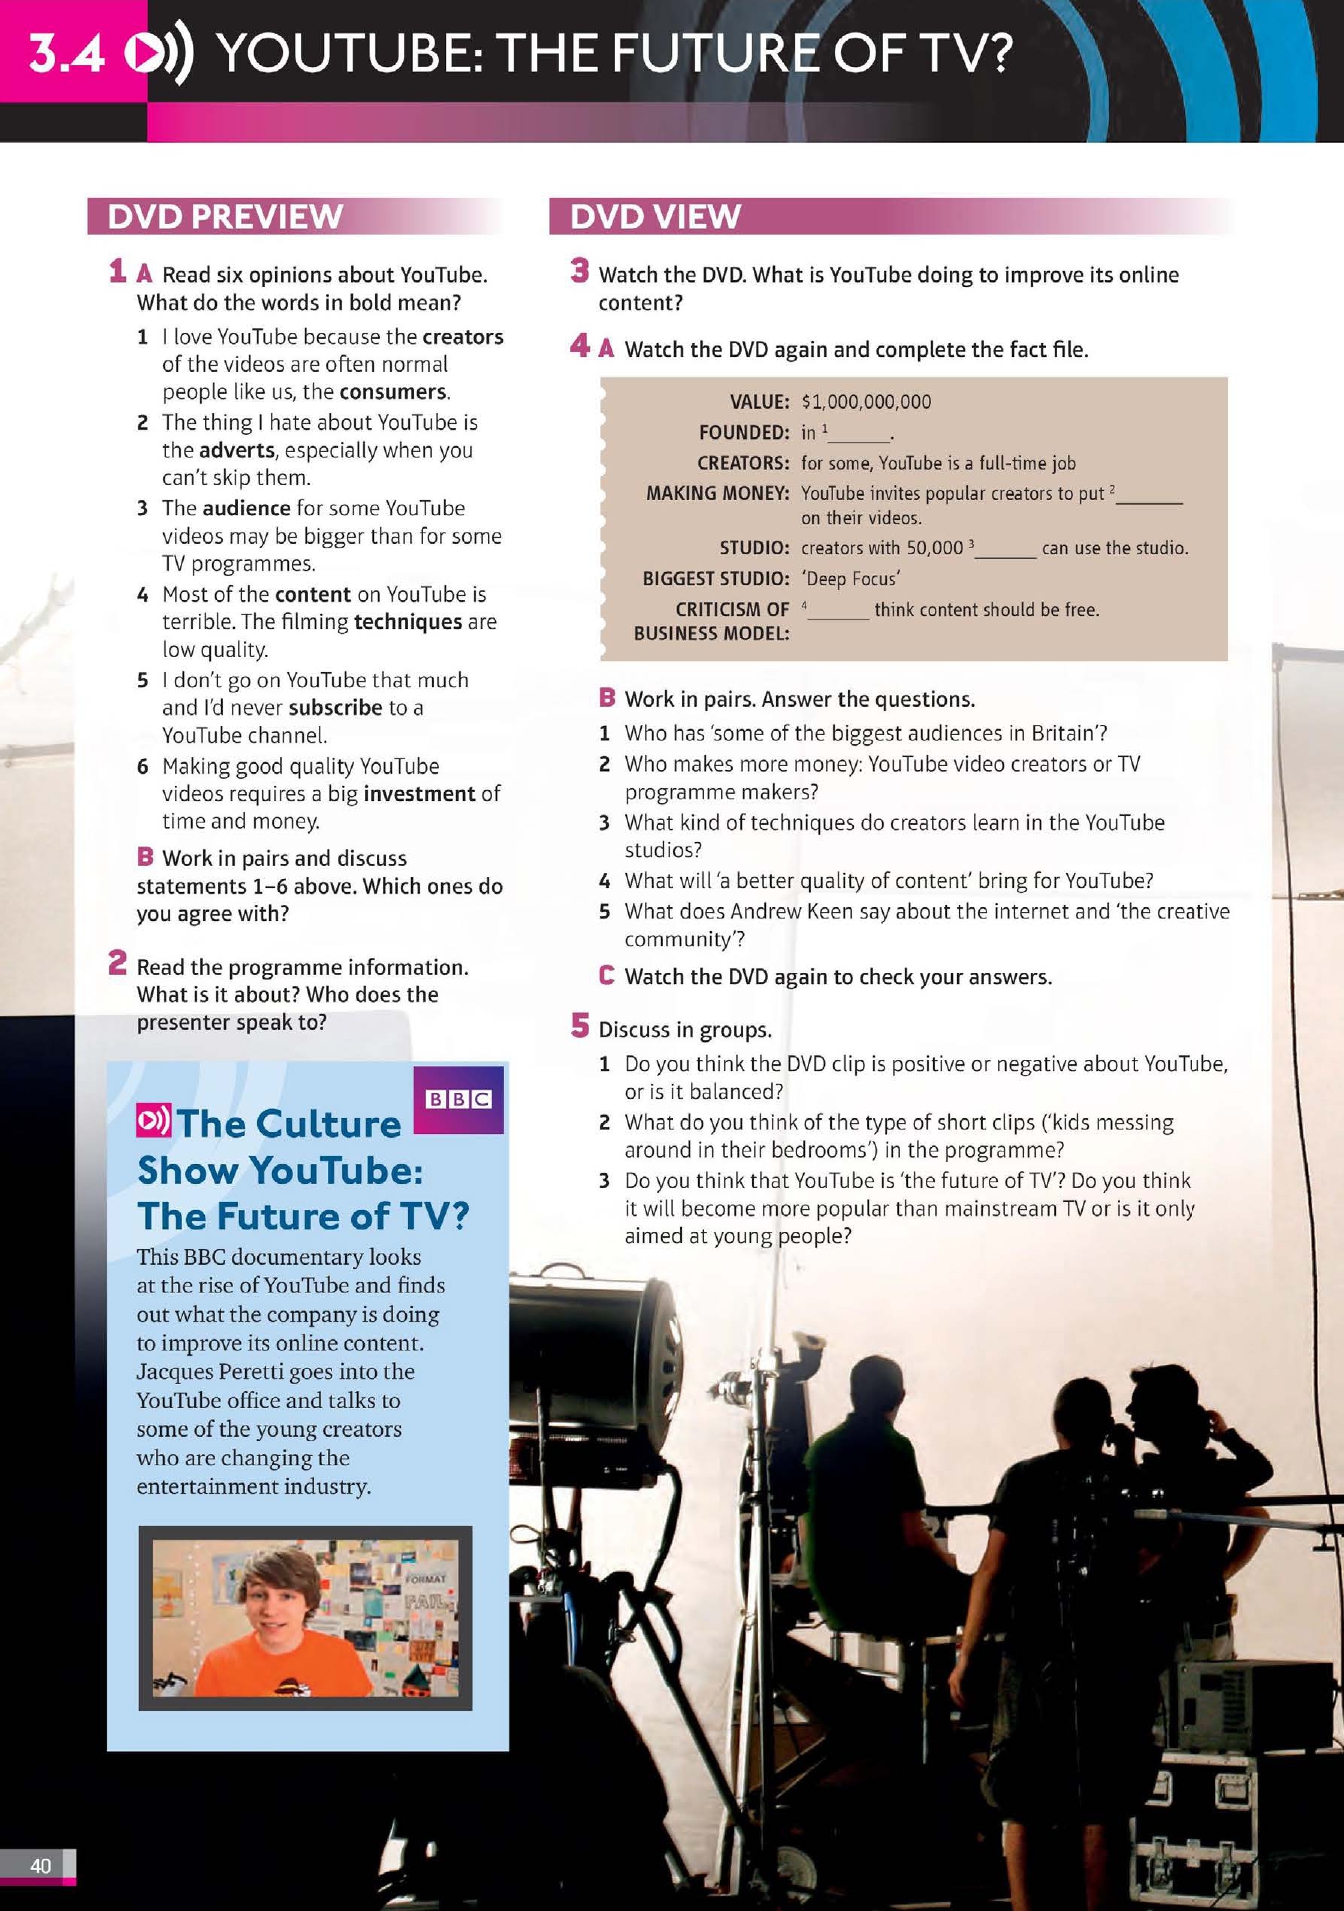 3.4 YOUTUBE: THE FUTURE OF TV?
DVD PREVIEW
1 A Read six opinions about YouTube.
What do the words in bold mean?
1 I love YouTube because the creators
of the videos are often normal
people like us, the consumers.
2 The thing I hate about YouTube is
the adverts, especially when you
can't skip them.
3 The audience for some YouTube
videos may be bigger than for some
TV programmes.
4 Most of the content on YouTube is
terrible. The filming techniques are
low quality.
5 I don't go on YouTube that much
and I'd never subscribe to a
YouTube channel.
6 Making good quality YouTube
videos requires a big investment of
time and money.
B Work in pairs and discuss
statements 1–6 above. Which ones do
you agree with?
2 Read the programme information.
What is it about? Who does the
presenter speak to?
BBC
The Culture
Show YouTube:
The Future of TV?
This BBC documentary looks
at the rise of YouTube and finds
out what the company is doing
to improve its online content.
Jacques Peretti goes into the
YouTube office and talks to
some of the young creators
who are changing the
entertainment industry.
FORMAT
FAIL
DVD VIEW
3 Watch the DVD. What is YouTube doing to improve its online
content?
4 A Watch the DVD again and complete the fact file.
VALUE: $1,000,000,000
FOUNDED: in 1______.
CREATORS: for some, YouTube is a full-time job
MAKING MONEY: YouTube invites popular creators to put 2______
on their videos.
STUDIO: creators with 50,000 3______ can use the studio.
BIGGEST STUDIO: 'Deep Focus'
CRITICISM OF 4______ think content should be free.
BUSINESS MODEL:
B Work in pairs. Answer the questions.
1 Who has 'some of the biggest audiences in Britain'?
2 Who makes more money: YouTube video creators or TV
programme makers?
3 What kind of techniques do creators learn in the YouTube
studios?
4 What will 'a better quality of content' bring for YouTube?
5 What does Andrew Keen say about the internet and 'the creative
community'?
C Watch the DVD again to check your answers.
5 Discuss in groups.
1 Do you think the DVD clip is positive or negative about YouTube,
or is it balanced?
2 What do you think of the type of short clips ('kids messing
around in their bedrooms') in the programme?
3 Do you think that YouTube is 'the future of TV'? Do you think
it will become more popular than mainstream TV or is it only
aimed at young people?
40